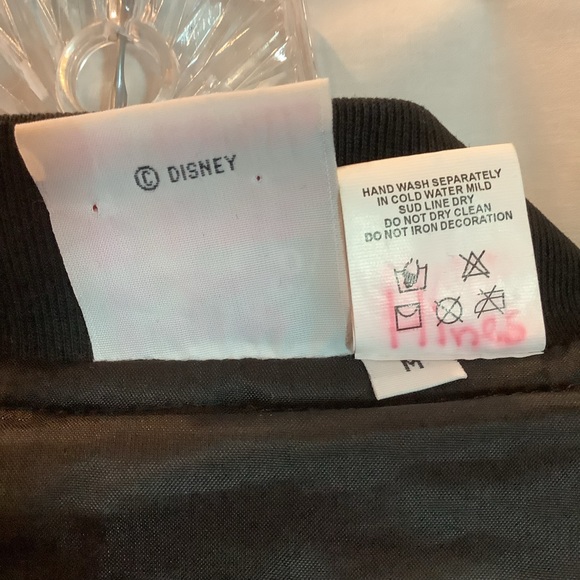 © DISNEY
HAND WASH SEPARATELY
IN COLD WATER MILD
SUD LINE DRY
DO NOT DRY CLEAN
DO NOT IRON DECORATION
Hines
M